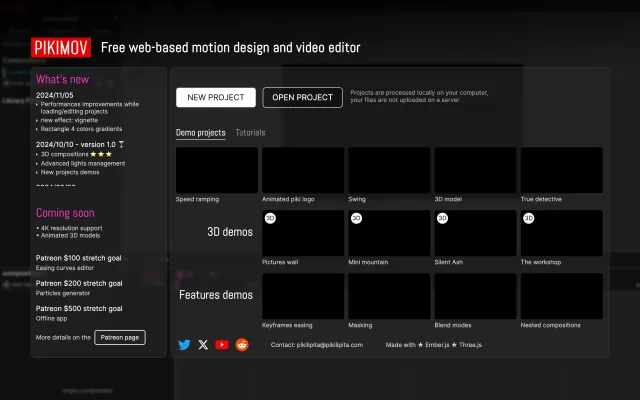 PIKIMOV Free web-based motion design and video editor
What's new
2024/11/05
Performances improvements while
loading/editing projects
new effect: vignette
Rectangle 4 colors gradients
2024/10/10 - version 1.0
3D compositions
Advanced lights management
New projects demos
Coming soon
4K resolution support
Animated 3D models
Patreon $100 stretch goal
Easing curves editor
Patreon $200 stretch goal
Particles generator
Patreon $500 stretch goal
Offline app
More details on the Patreon page
NEW PROJECT OPEN PROJECT
Projects are processed locally on your computer,
your files are not uploaded on a server
Demo projects Tutorials
Speed ramping Animated piki logo Swing 3D model True detective
3D demos
3D 3D 3D 3D
Pictures wall Mini mountain Silent Ash The workshop
Features demos
Keyframes easing Masking Blend modes Nested compositions
Contact: pikilipita@pikilipita.com Made with ★ Ember.js ★ Three.js